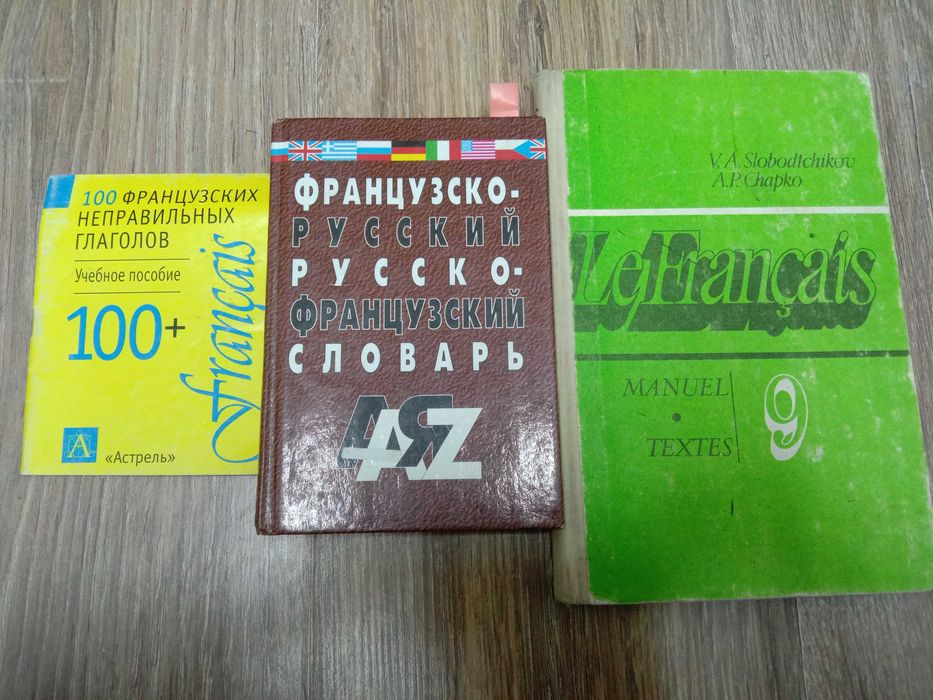 100 ФРАНЦУЗСКИХ
НЕПРАВИЛЬНЫХ
ГЛАГОЛОВ
Учебное пособие
100+
français
А
«Астрель»
ФРАНЦУЗСКО-
РУССКИЙ
РУССКО-
ФРАНЦУЗСКИЙ
СЛОВАРЬ
АЯ
AZ
V. A. Slobodtchikov
A.P. Chapko
Le Français
MANUEL
TEXTES
9